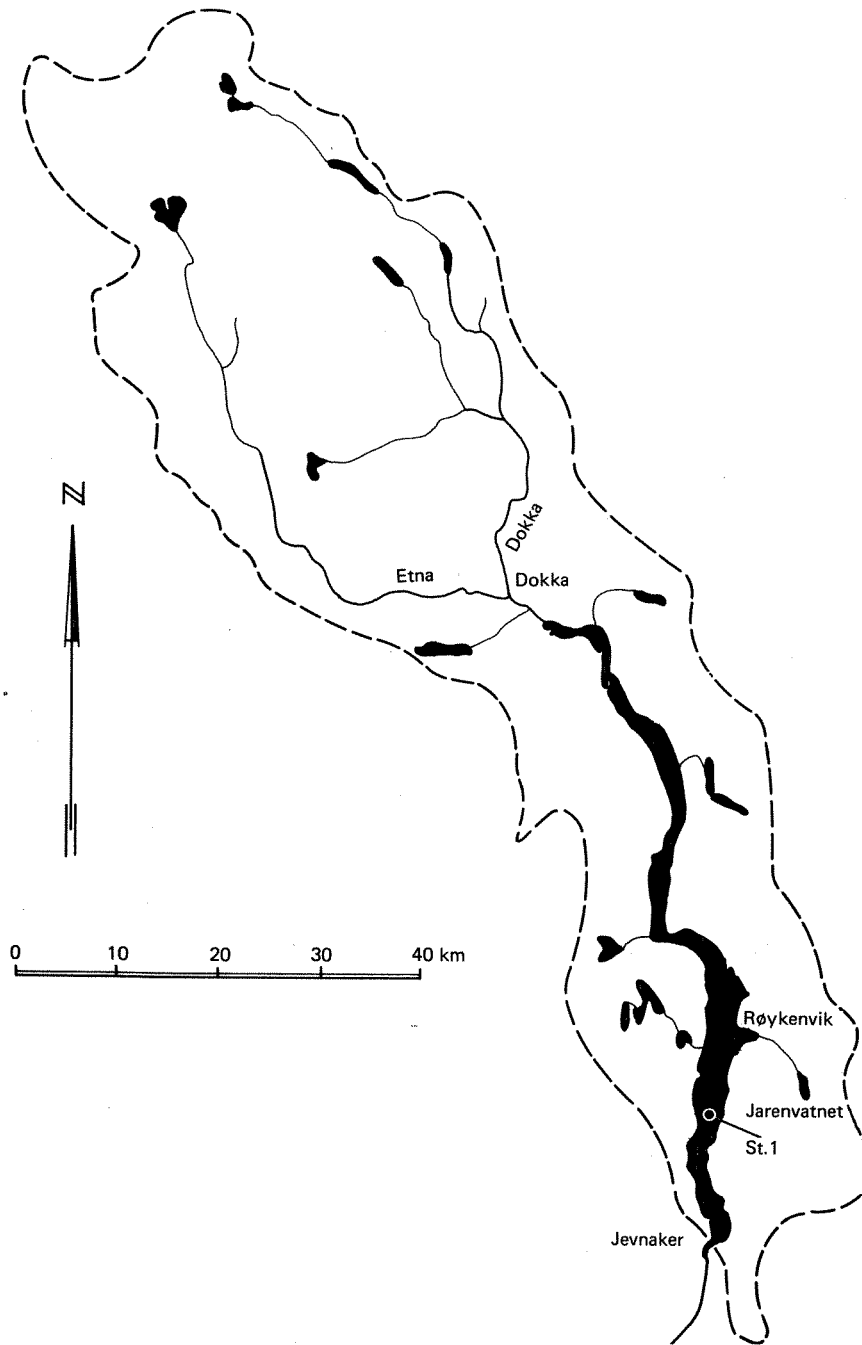 N
Dokka
Etna
Dokka
0 10 20 30 40 km
Røykenvik
Jarenvatnet
St.1
Jevnaker